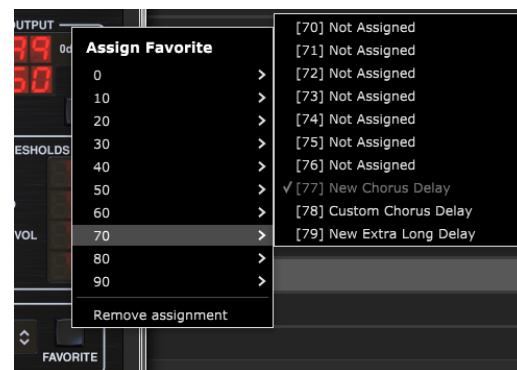 OUTPUT
0d
50
ESHOLDS
VOL
FAVORITE
Assign Favorite
0
10
20
30
40
50
60
70
80
90
Remove assignment
[70] Not Assigned
[71] Not Assigned
[72] Not Assigned
[73] Not Assigned
[74] Not Assigned
[75] Not Assigned
[76] Not Assigned
✓ [77] New Chorus Delay
[78] Custom Chorus Delay
[79] New Extra Long Delay